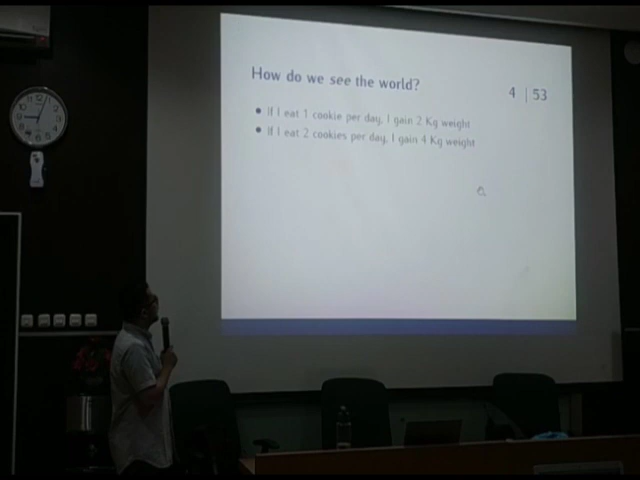 How do we see the world?
4 | 53
If I eat 1 cookie per day, I gain 2 Kg weight
If I eat 2 cookies per day, I gain 4 Kg weight